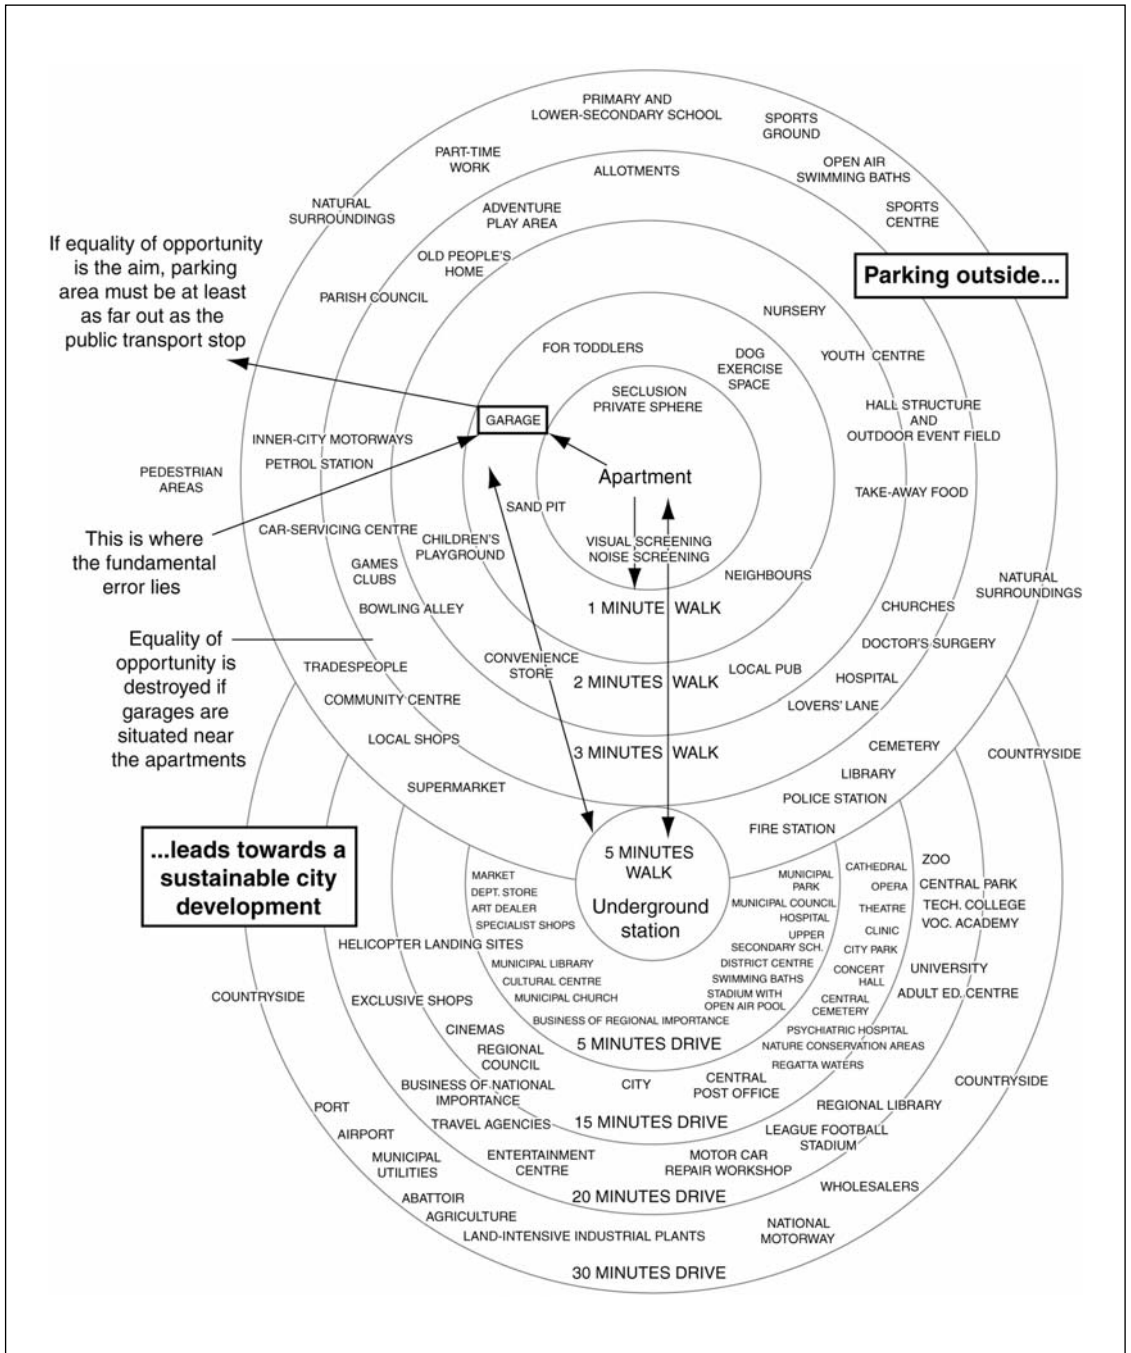 PRIMARY AND
LOWER-SECONDARY SCHOOL
SPORTS
GROUND
PART-TIME
WORK
OPEN AIR
SWIMMING BATHS
ALLOTMENTS
NATURAL
SURROUNDINGS
ADVENTURE
PLAY AREA
SPORTS
CENTRE
If equality of opportunity
is the aim, parking
area must be at least
as far out as the
public transport stop
OLD PEOPLE'S
HOME
PARISH COUNCIL
Parking outside...
NURSERY
FOR TODDLERS
DOG
EXERCISE
SPACE
YOUTH CENTRE
SECLUSION
PRIVATE SPHERE
GARAGE
HALL STRUCTURE
AND
OUTDOOR EVENT FIELD
INNER-CITY MOTORWAYS
PETROL STATION
PEDESTRIAN
AREAS
Apartment
TAKE-AWAY FOOD
SAND PIT
This is where
the fundamental
error lies
CAR-SERVICING CENTRE
CHILDREN'S
PLAYGROUND
VISUAL SCREENING
NOISE SCREENING
GAMES
CLUBS
NEIGHBOURS
NATURAL
SURROUNDINGS
BOWLING ALLEY
1 MINUTE WALK
CHURCHES
Equality of
opportunity is
destroyed if
garages are
situated near
the apartments
DOCTOR'S SURGERY
TRADESPEOPLE
CONVENIENCE
STORE
2 MINUTES WALK
LOCAL PUB
HOSPITAL
COMMUNITY CENTRE
LOVERS' LANE
LOCAL SHOPS
3 MINUTES WALK
CEMETERY
COUNTRYSIDE
LIBRARY
SUPERMARKET
POLICE STATION
FIRE STATION
...leads towards a
sustainable city
development
5 MINUTES
WALK
Underground
station
MARKET
DEPT. STORE
ART DEALER
SPECIALIST SHOPS
MUNICIPAL
PARK
MUNICIPAL COUNCIL
HOSPITAL
UPPER
SECONDARY SCH.
DISTRICT CENTRE
SWIMMING BATHS
STADIUM WITH
OPEN AIR POOL
CATHEDRAL
OPERA
THEATRE
CLINIC
CITY PARK
CONCERT
HALL
CENTRAL
CEMETERY
ZOO
CENTRAL PARK
TECH. COLLEGE
VOC. ACADEMY
UNIVERSITY
ADULT ED. CENTRE
HELICOPTER LANDING SITES
MUNICIPAL LIBRARY
CULTURAL CENTRE
MUNICIPAL CHURCH
BUSINESS OF REGIONAL IMPORTANCE
COUNTRYSIDE
EXCLUSIVE SHOPS
CINEMAS
5 MINUTES DRIVE
PSYCHIATRIC HOSPITAL
NATURE CONSERVATION AREAS
REGATTA WATERS
REGIONAL
COUNCIL
BUSINESS OF NATIONAL
IMPORTANCE
CITY
CENTRAL
POST OFFICE
COUNTRYSIDE
PORT
TRAVEL AGENCIES
15 MINUTES DRIVE
REGIONAL LIBRARY
AIRPORT
LEAGUE FOOTBALL
STADIUM
MUNICIPAL
UTILITIES
ENTERTAINMENT
CENTRE
MOTOR CAR
REPAIR WORKSHOP
ABATTOIR
20 MINUTES DRIVE
WHOLESALERS
AGRICULTURE
LAND-INTENSIVE INDUSTRIAL PLANTS
NATIONAL
MOTORWAY
30 MINUTES DRIVE